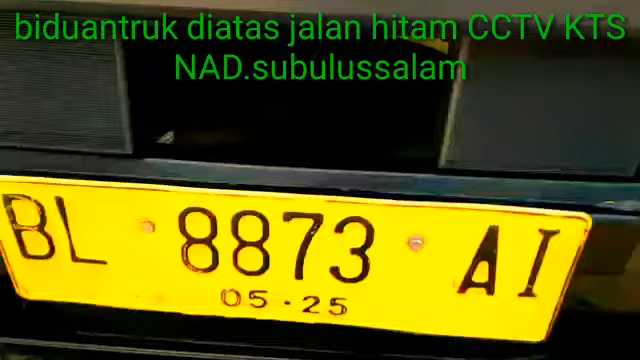 biduantruk diatas jalan hitam CCTV KTS
NAD.subulussalam
BL 8873 AI
05·25